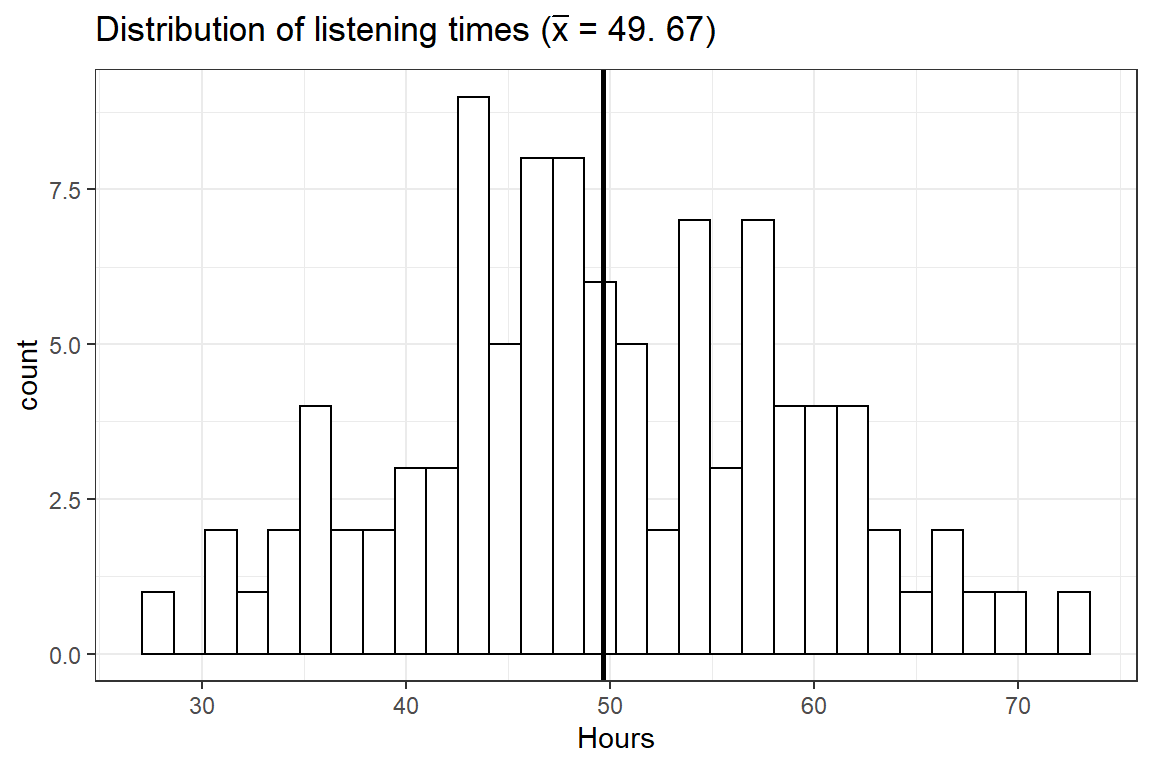 Distribution of listening times (x̅ = 49. 67)
7.5
5.0
2.5
0.0
count
30 40 50 60 70
Hours